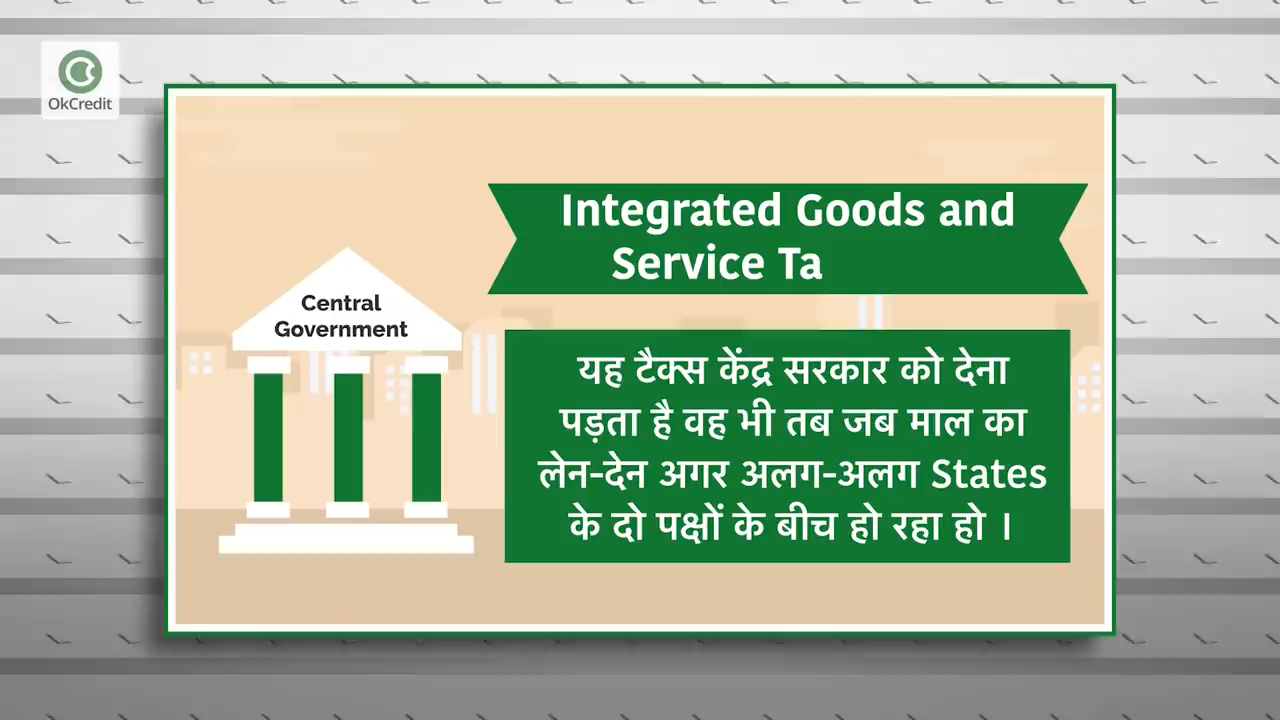 OkCredit
Integrated Goods and
Service Ta
Central
Government
यह टैक्स केंद्र सरकार को देना
पड़ता है वह भी तब जब माल का
लेन-देन अगर अलग-अलग States
के दो पक्षों के बीच हो रहा हो ।